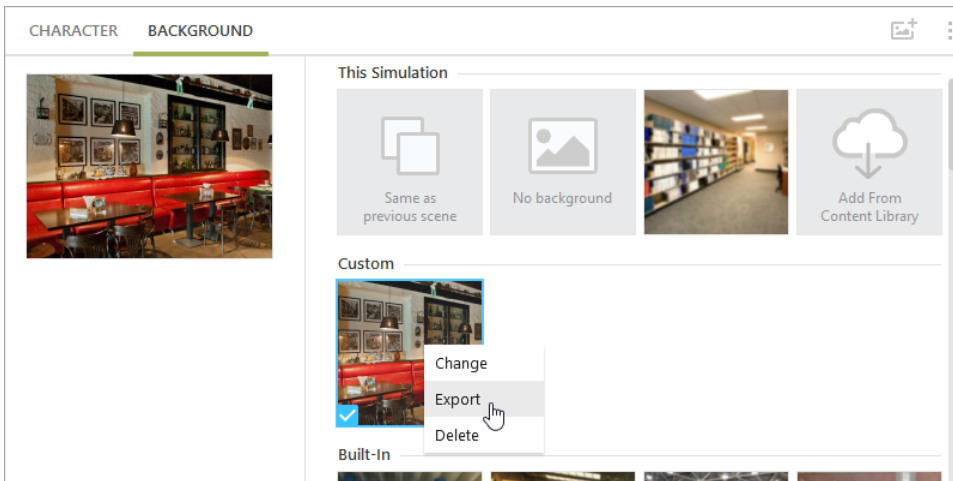 CHARACTER BACKGROUND
This Simulation
Same as
previous scene
No background
Add From
Content Library
Custom
Change
Export
Delete
Built-In